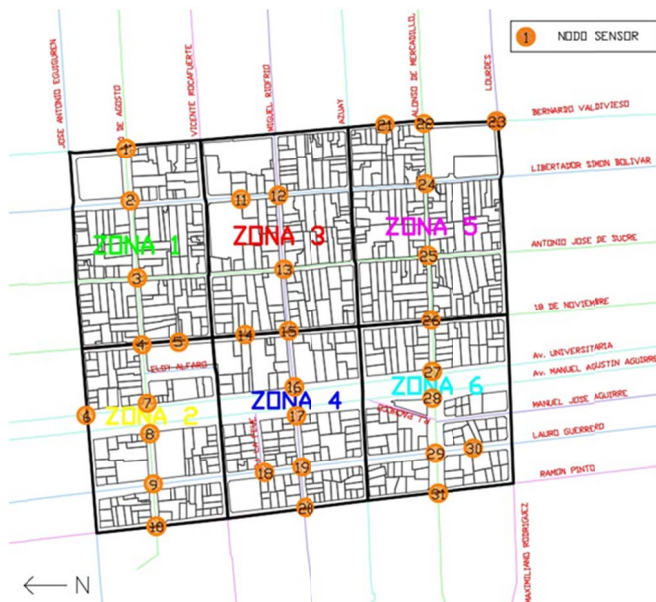 1 NODO SENSOR
JOSE ANTONIO EGUIGUREN
DE AGOSTO
VICENTE ROCAFUERTE
MIGUEL RIOFRIO
AZUAY
ALONSO DE MERCADILLO,
LOURDES
BERNARDO VALDIVIESO
LIBERTADOR SIMON BOLIVAR
ANTONIO JOSE DE SUCRE
18 DE NOVIEMBRE
Av. UNIVERSITARIA
Av. MANUEL AGUSTIN AGUIRRE
MANUEL JOSE AGUIRRE
LAURO GUERRERO
RAMON PINTO
MAXIMILIANO RODRIGUEZ
1
21
22
23
2
11
12
24
ZONA 1
ZONA 3
ZONA 5
3
13
25
4
5
14
15
26
ELOY ALFARO
27
16
28
ZONA 2
ZONA 4
ZONA 6
7
17
8
18
19
29
30
9
10
20
31
N